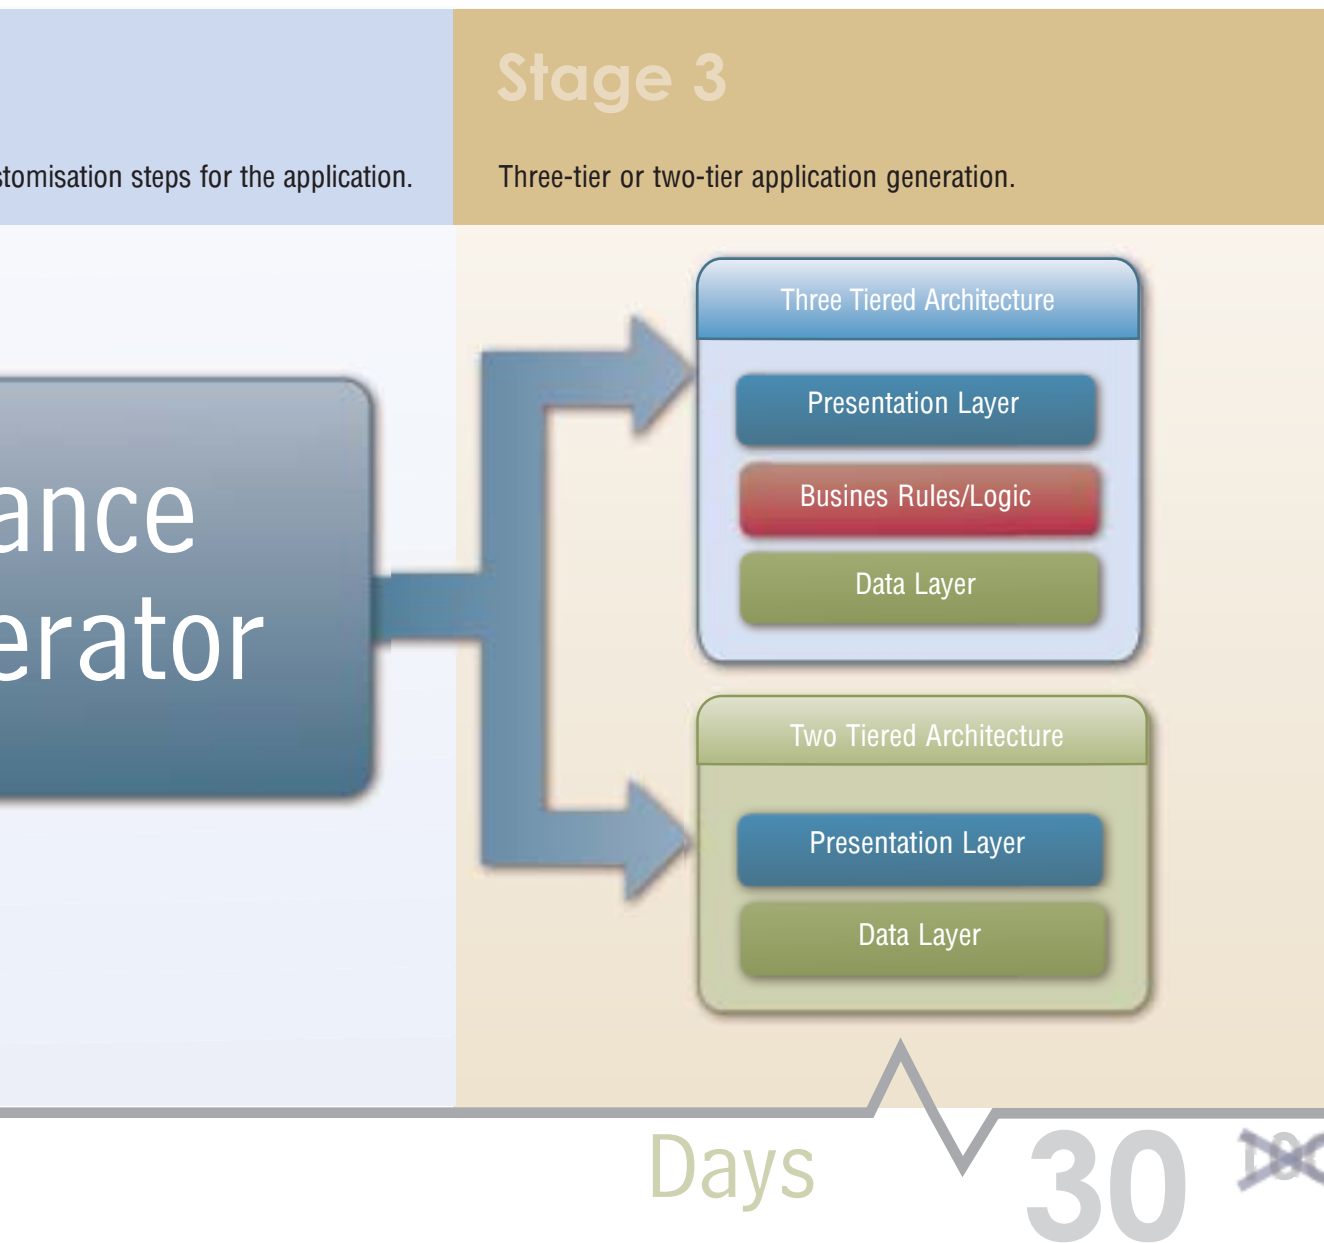 Stage 3
stomisation steps for the application.
Three-tier or two-tier application generation.
Three Tiered Architecture
Presentation Layer
Busines Rules/Logic
Data Layer
ance
erator
Two Tiered Architecture
Presentation Layer
Data Layer
Days
30